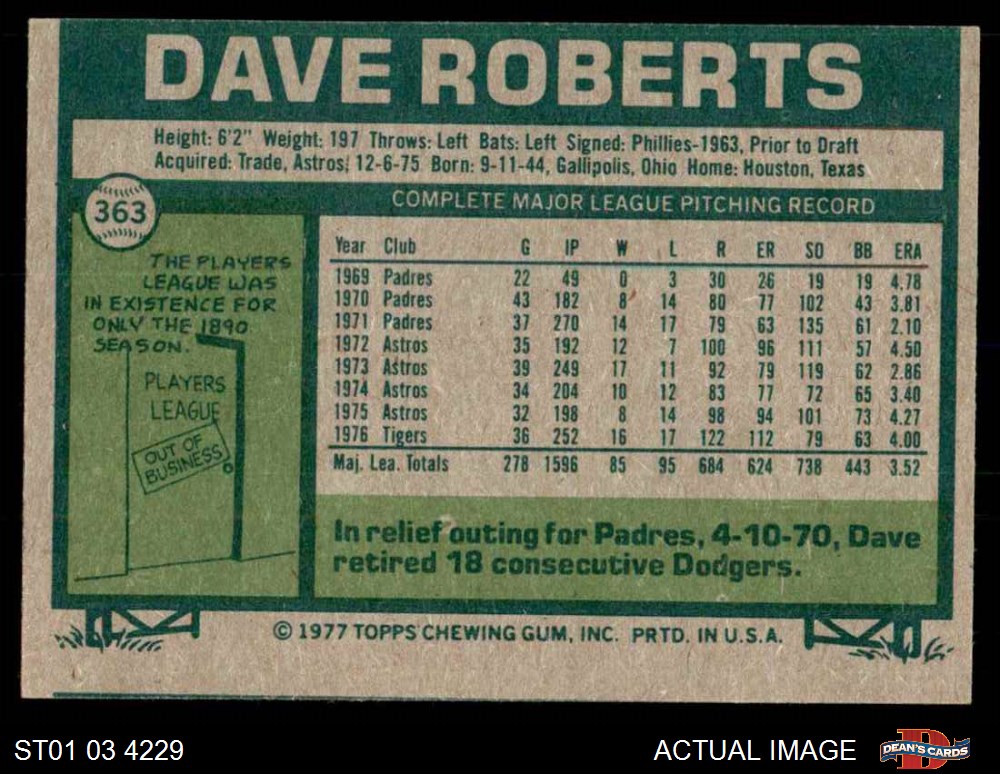 DAVE ROBERTS
Height: 6'2" Weight: 197 Throws: Left Bats: Left Signed: Phillies-1963, Prior to Draft
Acquired: Trade, Astros, 12-6-75 Born: 9-11-44, Gallipolis, Ohio Home: Houston, Texas
363
COMPLETE MAJOR LEAGUE PITCHING RECORD
THE PLAYERS
LEAGUE WAS
IN EXISTENCE FOR
ONLY THE 1890
SEASON.
PLAYERS
LEAGUE
OUT OF
BUSINESS
Year Club G IP W L R ER SO BB ERA
1969 Padres 22 49 0 3 30 26 19 19 4.78
1970 Padres 43 182 8 14 80 77 102 43 3.81
1971 Padres 37 270 14 17 79 63 135 61 2.10
1972 Astros 35 192 12 7 100 96 111 57 4.50
1973 Astros 39 249 17 11 92 79 119 62 2.86
1974 Astros 34 204 10 12 83 77 72 65 3.40
1975 Astros 32 198 8 14 98 94 101 73 4.27
1976 Tigers 36 252 16 17 122 112 79 63 4.00
Maj. Lea. Totals 278 1596 85 95 684 624 738 443 3.52
In relief outing for Padres, 4-10-70, Dave
retired 18 consecutive Dodgers.
© 1977 TOPPS CHEWING GUM, INC. PRTD. IN U.S.A.
ST01 03 4229
ACTUAL IMAGE
D
DEAN'S CARDS